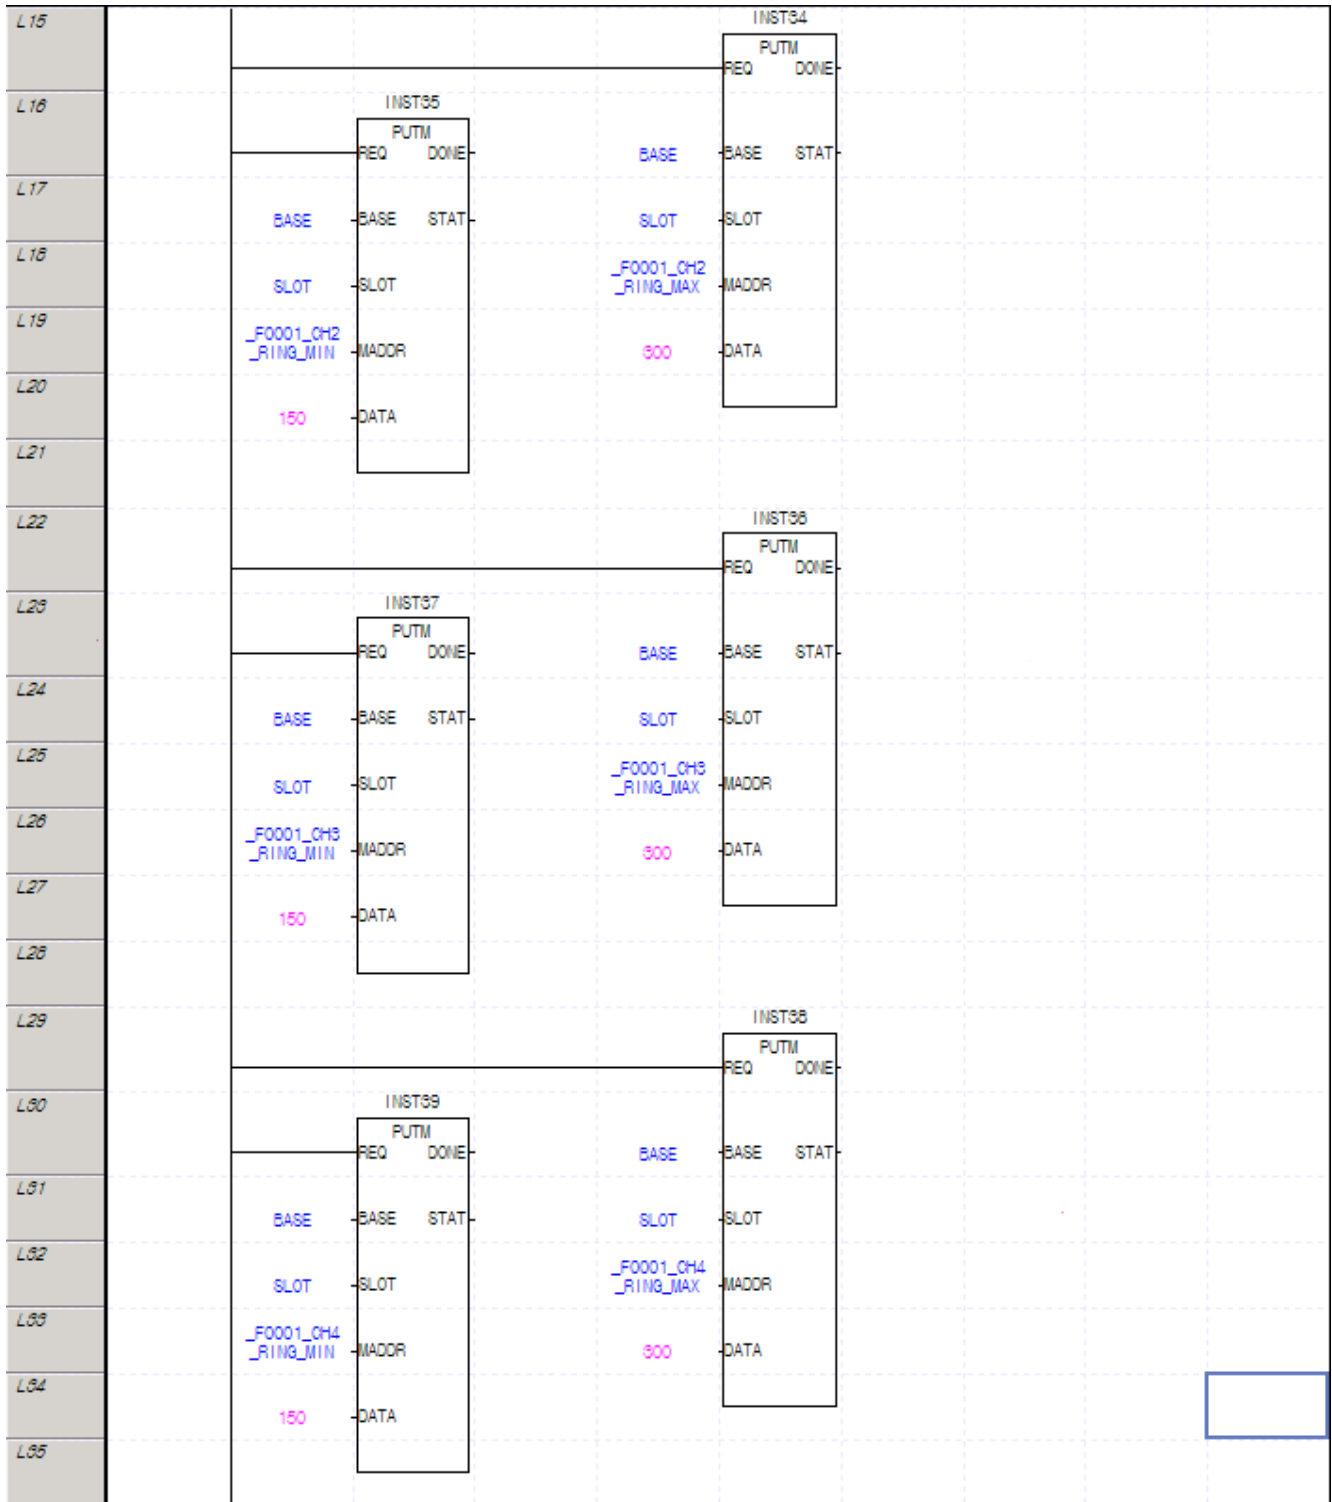 L15
INST34
PUTM
REQ DONE
L16
INST35
PUTM
REQ DONE
BASE BASE STAT
L17
BASE BASE STAT
SLOT SLOT
L18
SLOT SLOT
_F0001_CH2
_RING_MAX MADDR
L19
_F0001_CH2
_RING_MIN MADDR
300 DATA
L20
150 DATA
L21
L22
INST36
PUTM
REQ DONE
L23
INST37
PUTM
REQ DONE
BASE BASE STAT
L24
BASE BASE STAT
SLOT SLOT
L25
SLOT SLOT
_F0001_CH3
_RING_MAX MADDR
L26
_F0001_CH3
_RING_MIN MADDR
300 DATA
L27
150 DATA
L28
L29
INST38
PUTM
REQ DONE
L30
INST39
PUTM
REQ DONE
BASE BASE STAT
L31
BASE BASE STAT
SLOT SLOT
L32
SLOT SLOT
_F0001_CH4
_RING_MAX MADDR
L33
_F0001_CH4
_RING_MIN MADDR
300 DATA
L34
150 DATA
L35